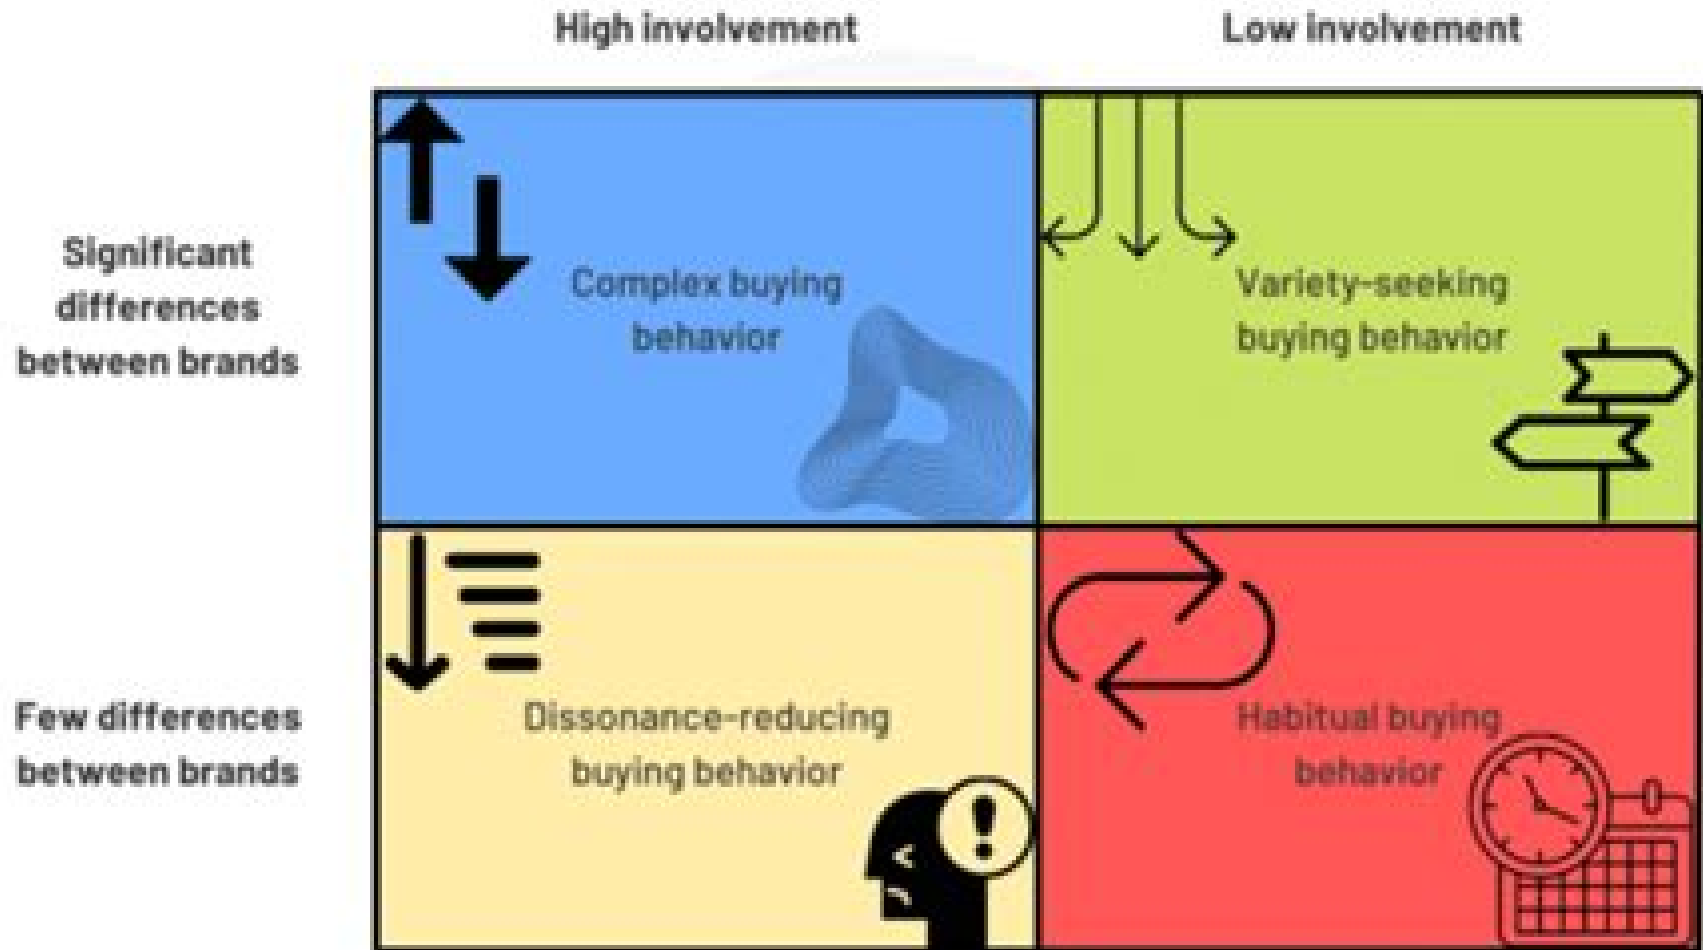 High involvement
Low involvement
Significant
differences
between brands
Complex buying
behavior
Variety-seeking
buying behavior
Few differences
between brands
Dissonance-reducing
buying behavior
Habitual buying
behavior